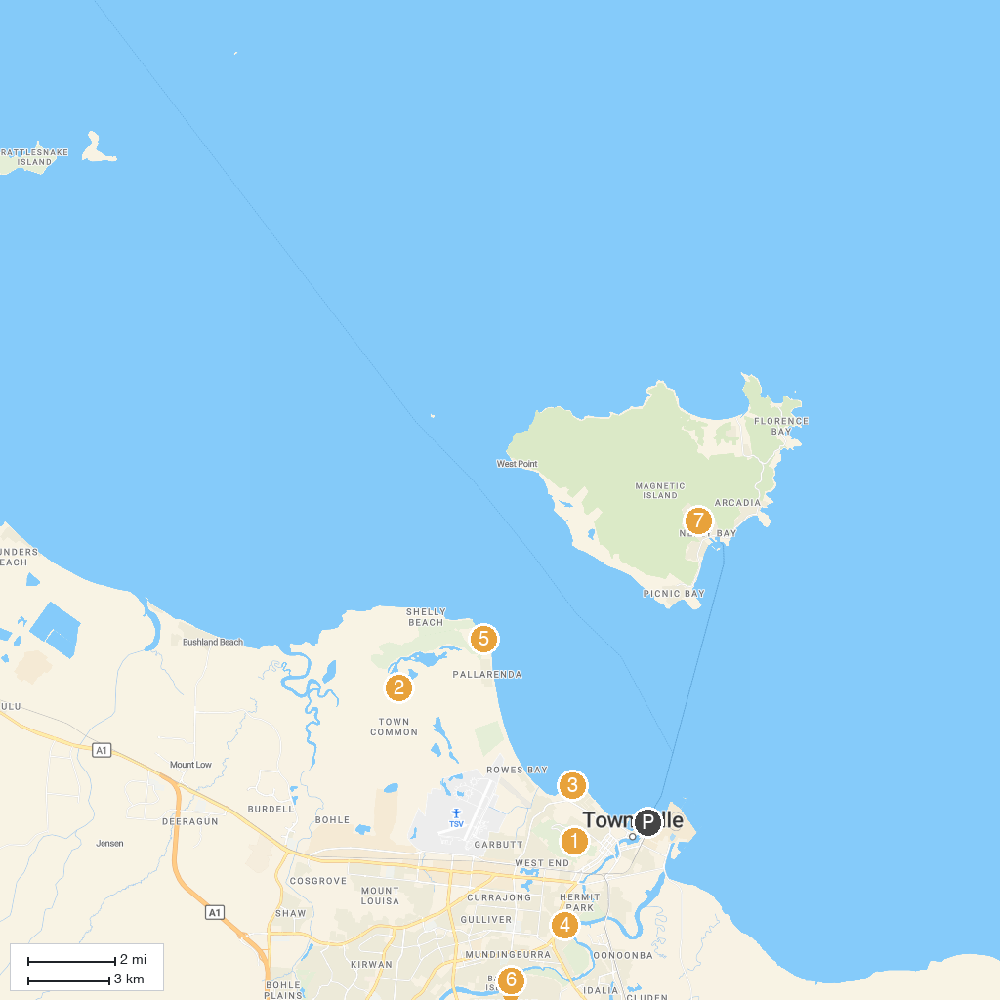 RATTLESNAKE
ISLAND
FLORENCE
BAY
West Point
MAGNETIC
ISLAND
ARCADIA
7
BAY
PICNIC BAY
BEACH
SHELLY
BEACH
5
Bushland Beach
PALLARENDA
2
TOWN
COMMON
A1
Mount Low
ROWES BAY
3
BURDELL
DEERAGUN
BOHLE
TSV
P
Jensen
GARBUTT
1
WEST END
COSGROVE
MOUNT
LOUISA
CURRAJONG
HERMIT
PARK
A1
SHAW
GULLIVER
4
MUNDINGBURRA
OONOONBA
KIRWAN
2 mi
3 km
6
BOHLE
PLAINS
IDALIA
CLUDEN